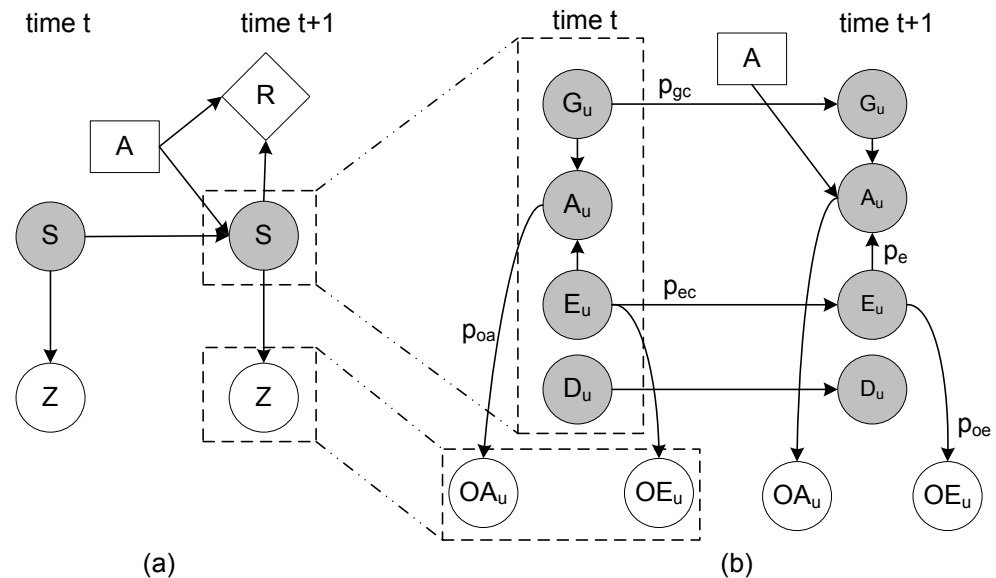 time t
time t+1
R
A
S
S
Z
Z
(a)
time t
time t+1
A
Gu
pgc
Gu
Au
Au
pe
Eu
pec
Eu
poa
Du
Du
poe
OAu
OEu
OAu
OEu
(b)